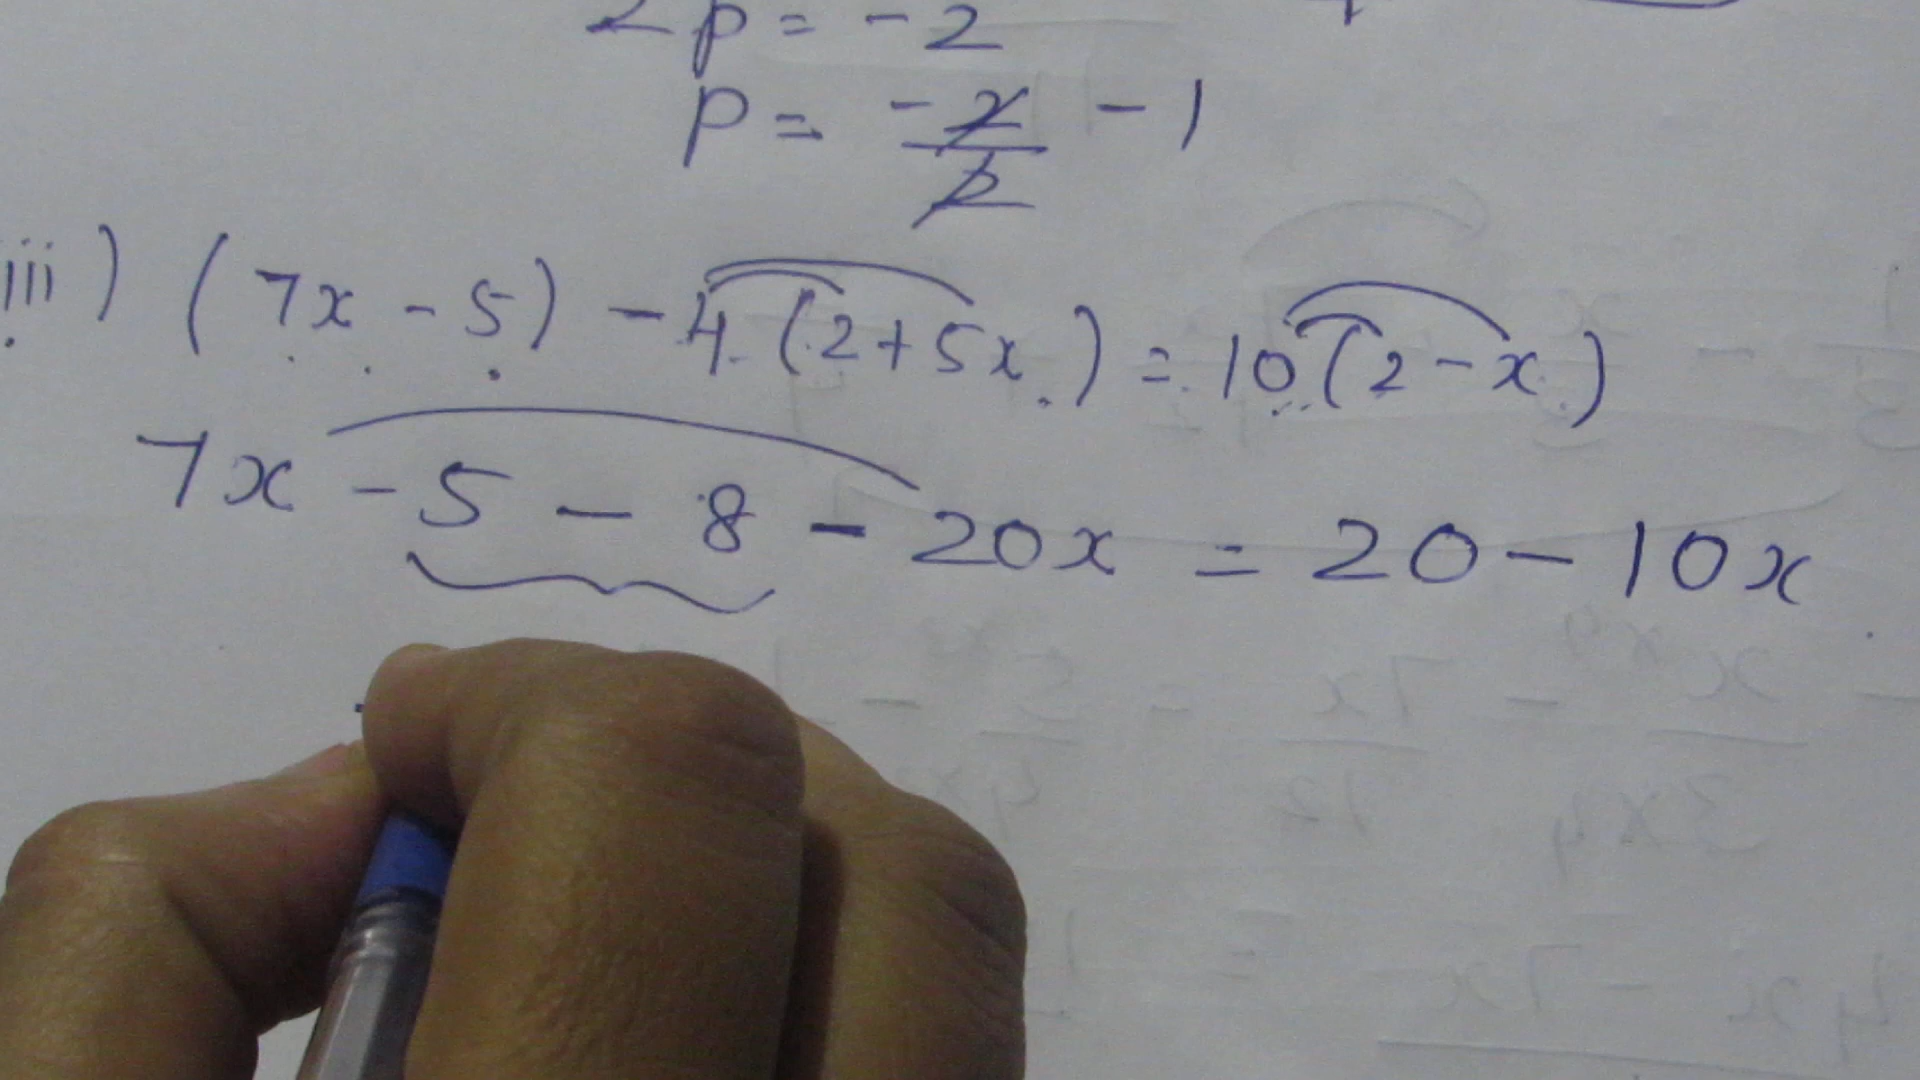 2p = -2
p = -2/2 - 1
iii) (7x - 5) - 4(2+5x) = 10(2-x)
7x - 5 - 8 - 20x = 20 - 10x